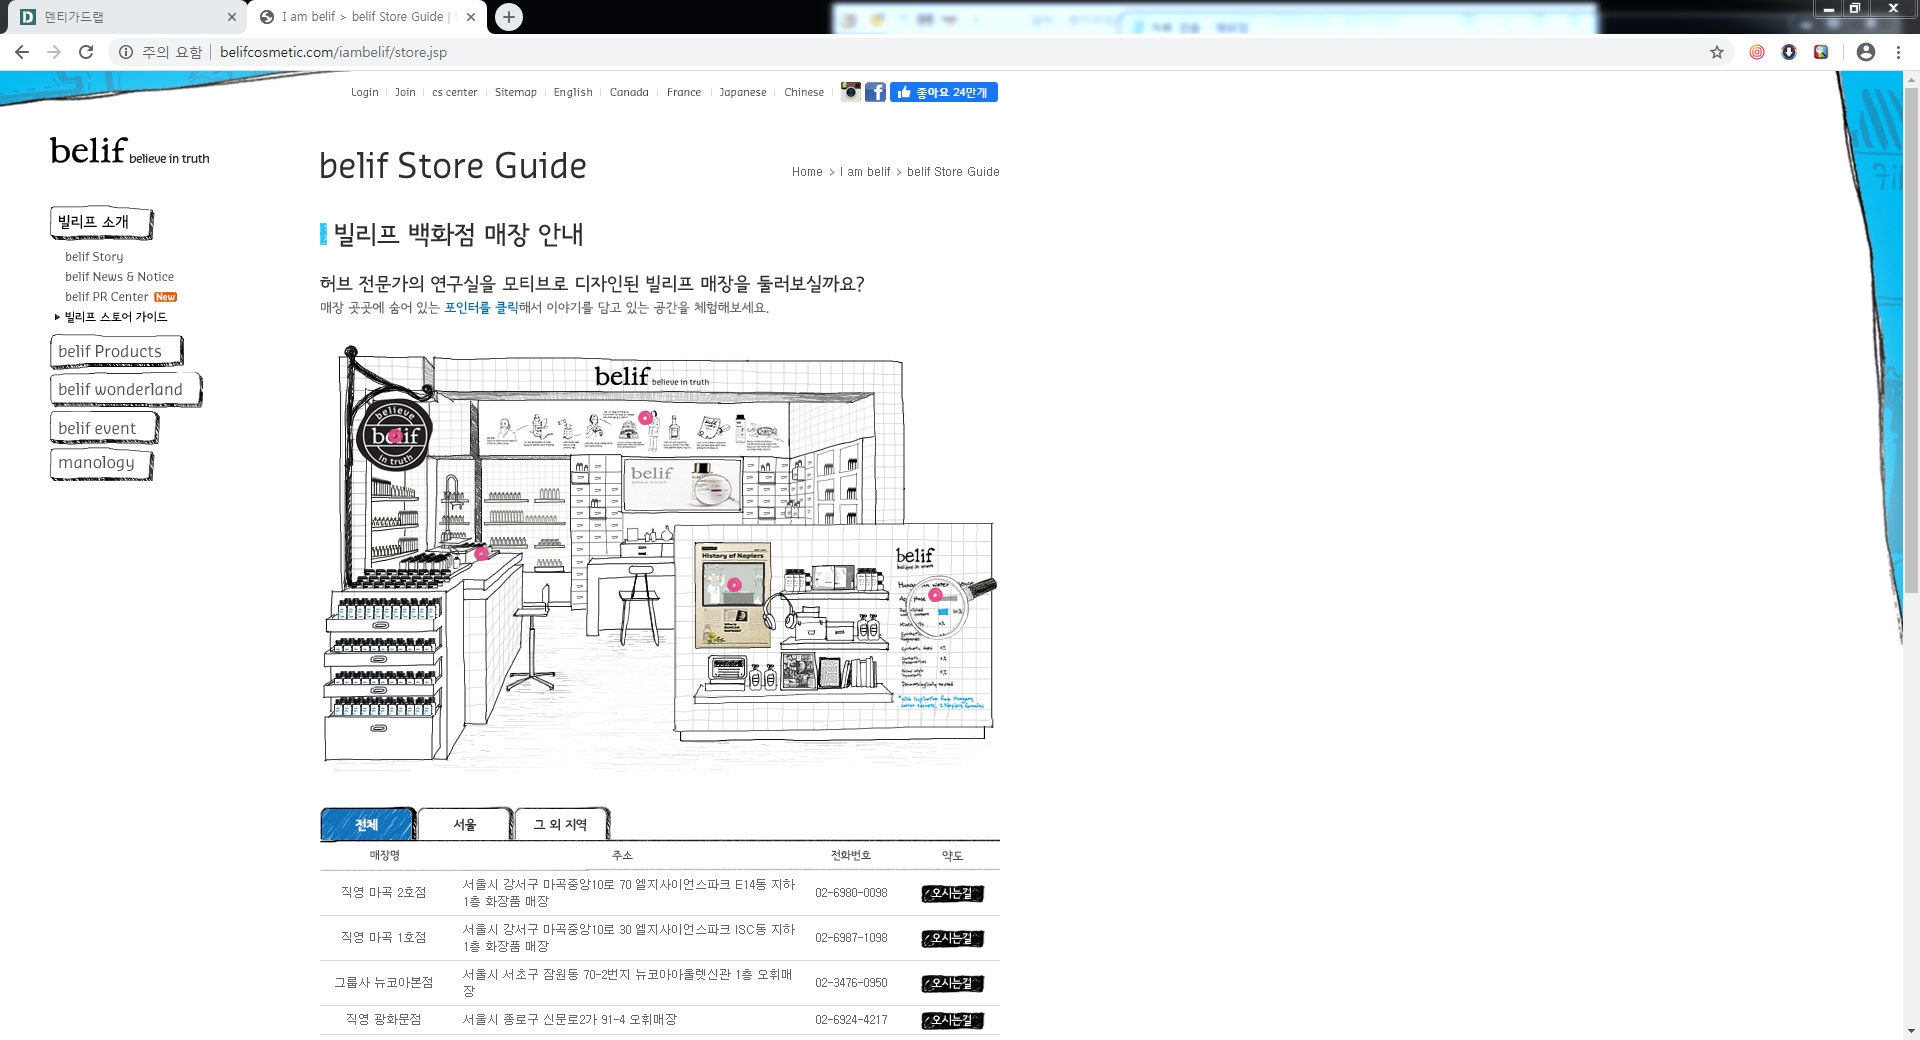 덴티가드랩
I am belif > belif Store Guide |
주의 요함 | belifcosmetic.com/iambelif/store.jsp
Login Join cs center Sitemap English Canada France Japanese Chinese 좋아요 24만개
belif believe in truth
belif Store Guide
Home > I am belif > belif Store Guide
빌리프 소개
belif Story
belif News & Notice
belif PR Center New
빌리프 스토어 가이드
belif Products
belif wonderland
belif event
manology
빌리프 백화점 매장 안내
허브 전문가의 연구실을 모티브로 디자인된 빌리프 매장을 둘러보실까요?
매장 곳곳에 숨어 있는 포인터를 클릭해서 이야기를 담고 있는 공간을 체험해보세요.
belif believe in truth
believe
belif
in truth
belif
believe in truth
History of Napiers
belif
believe in truth
전체 서울 그 외 지역
매장명 주소 전화번호 약도
직영 마곡 2호점 서울시 강서구 마곡중앙10로 70 엘지사이언스파크 E14동 지하 02-6980-0098 오시는길
1층 화장품 매장
직영 마곡 1호점 서울시 강서구 마곡중앙10로 30 엘지사이언스파크 ISC동 지하 02-6987-1098 오시는길
1층 화장품 매장
그룹사 뉴코아본점 서울시 서초구 잠원동 70-2번지 뉴코아아울렛신관 1층 오휘매 02-3476-0950 오시는길
장
직영 광화문점 서울시 종로구 신문로2가 91-4 오휘매장 02-6924-4217 오시는길